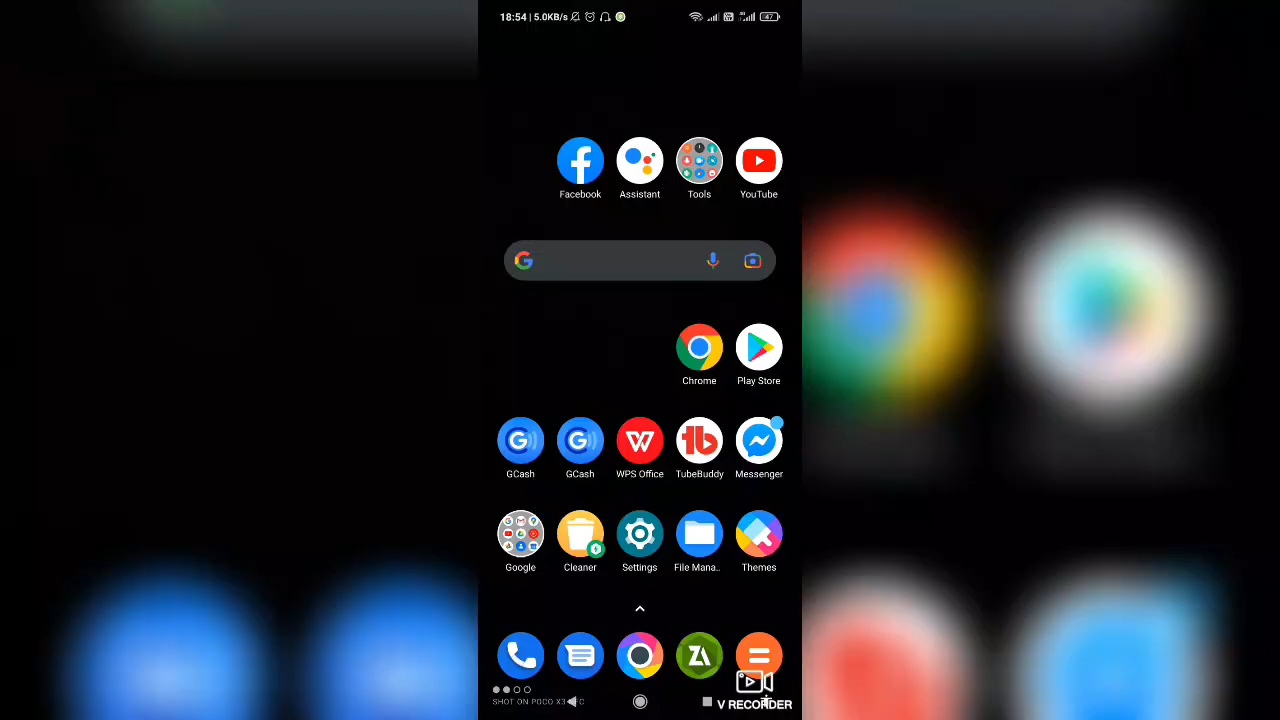 18:54 | 5.0KB/s
47
Facebook
Assistant
Tools
YouTube
Chrome
Play Store
GCash
GCash
WPS Office
TubeBuddy
Messenger
Google
Cleaner
Settings
File Mana..
Themes
SHOT ON POCO X3
V RECORDER